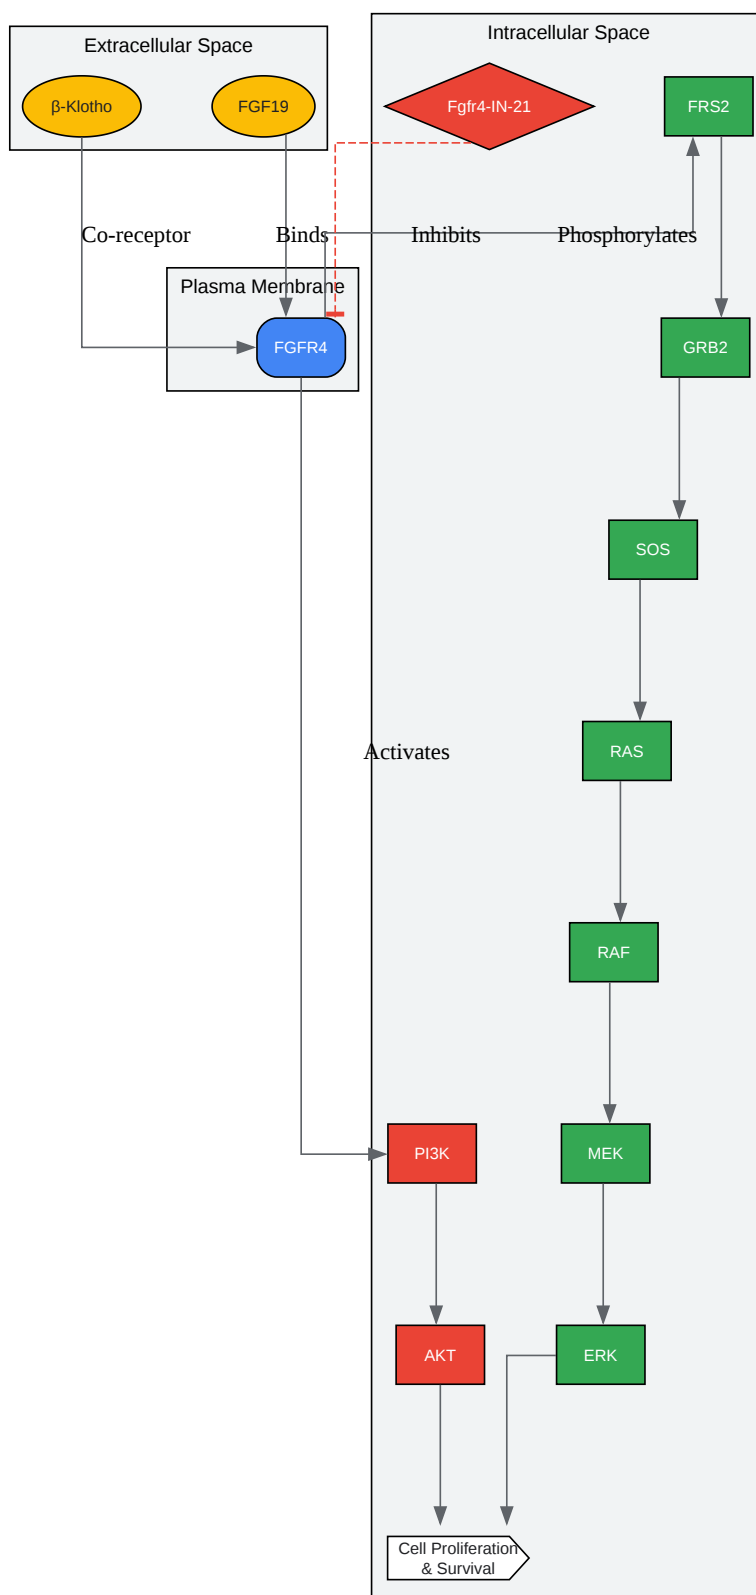 Extracellular Space
Intracellular Space
β-Klotho
FGF19
Fgfr4-IN-21
FRS2
Co-receptor
Binds
Inhibits
Phosphorylates
Plasma Membrane
FGFR4
GRB2
SOS
Activates
RAS
RAF
PI3K
MEK
AKT
ERK
Cell Proliferation
& Survival